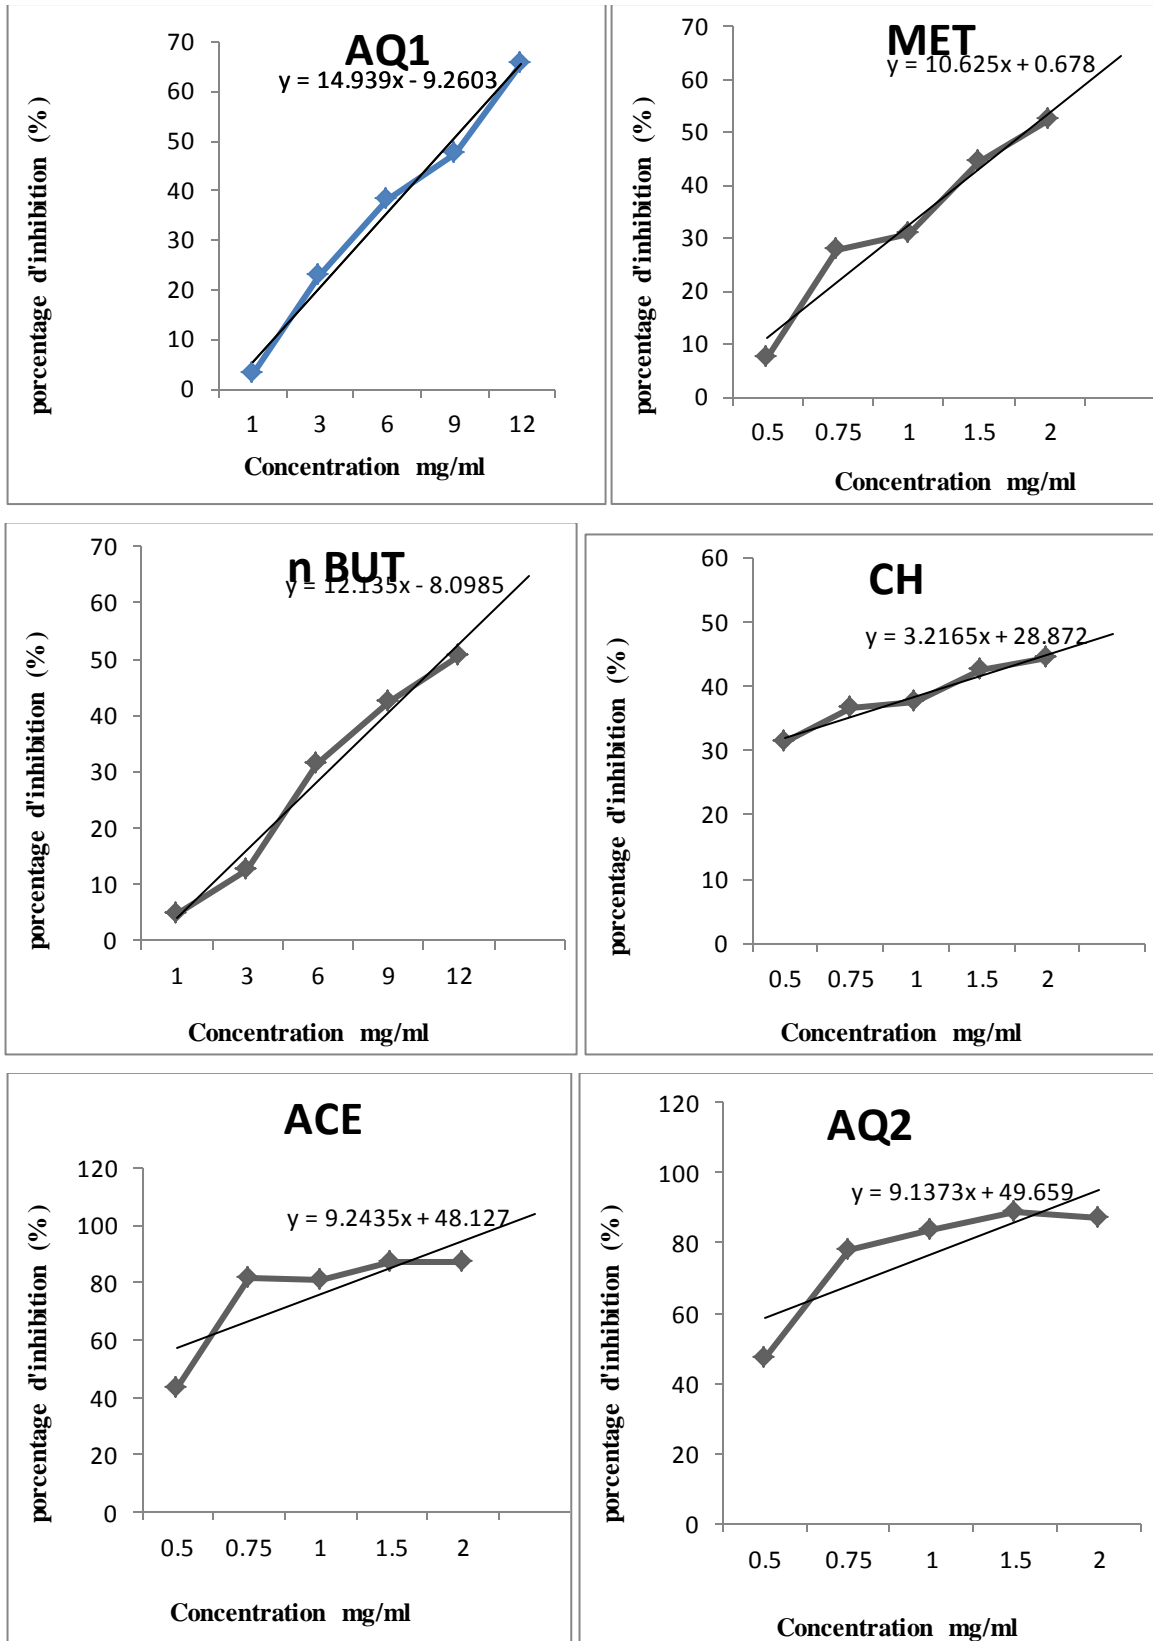 AQ1
y = 14.939x - 9.2603
70
60
50
40
30
20
10
0
1 3 6 9 12
Concentration mg/ml
porcentage d'inhibition (%)
MET
y = 10.625x + 0.678
70
60
50
40
30
20
10
0
0.5 0.75 1 1.5 2
Concentration mg/ml
porcentage d'inhibition (%)
n BUT
y = 12.135x - 8.0985
70
60
50
40
30
20
10
0
1 3 6 9 12
Concentration mg/ml
porcentage d'inhibition (%)
CH
y = 3.2165x + 28.872
60
50
40
30
20
10
0
0.5 0.75 1 1.5 2
Concentration mg/ml
porcentage d'inhibition (%)
ACE
y = 9.2435x + 48.127
120
100
80
60
40
20
0
0.5 0.75 1 1.5 2
Concentration mg/ml
porcentage d'inhibition (%)
AQ2
y = 9.1373x + 49.659
120
100
80
60
40
20
0
0.5 0.75 1 1.5 2
Concentration mg/ml
porcentage d'inhibition (%)